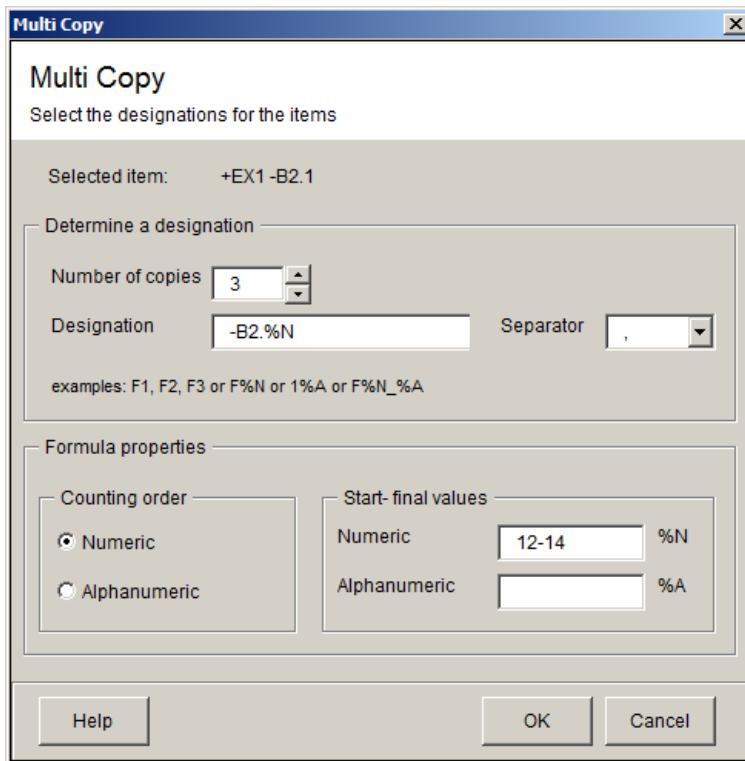 Multi Copy
Multi Copy
Select the designations for the items
Selected item: +EX1 -B2.1
Determine a designation
Number of copies 3
Designation -B2.%N Separator ,
examples: F1, F2, F3 or F%N or 1%A or F%N_%A
Formula properties
Counting order
Numeric
Alphanumeric
Start- final values
Numeric 12-14 %N
Alphanumeric %A
Help OK Cancel